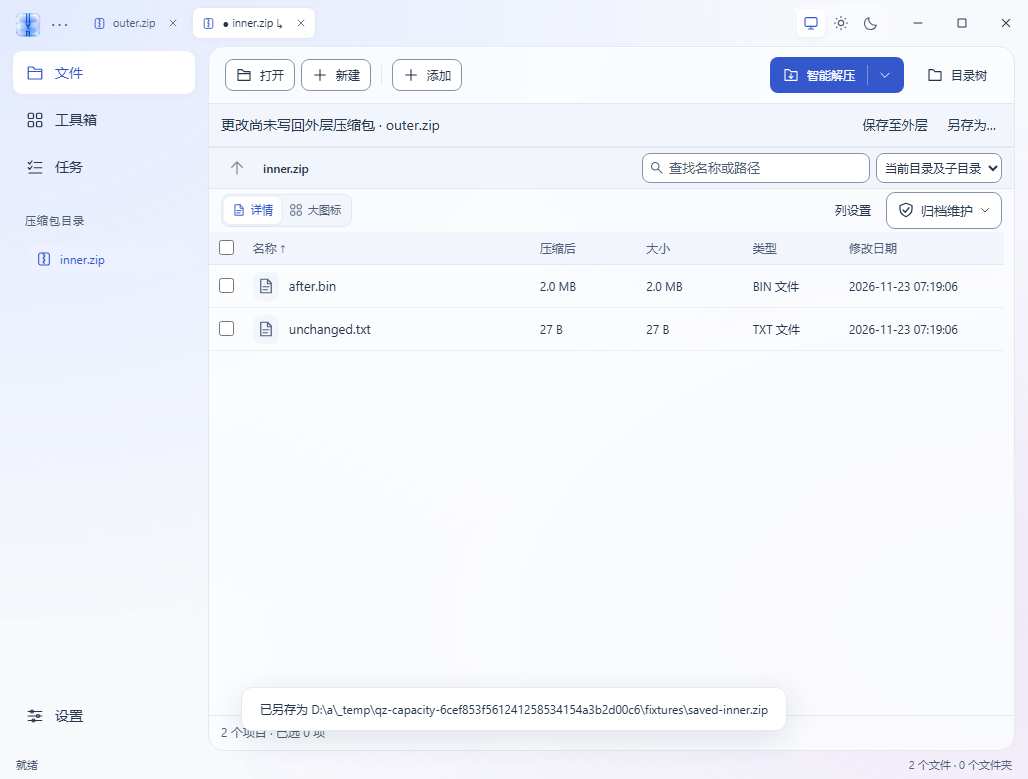 ··· outer.zip × ● inner.zip ↳ ×
文件
工具箱
任务
压缩包目录
inner.zip
设置
就绪
打开 新建 添加 智能解压 目录树
更改尚未写回外层压缩包 · outer.zip 保存至外层 另存为...
inner.zip 查找名称或路径 当前目录及子目录
详情 大图标 列设置 归档维护
名称 ↑ 压缩后 大小 类型 修改日期
after.bin 2.0 MB 2.0 MB BIN 文件 2026-11-23 07:19:06
unchanged.txt 27 B 27 B TXT 文件 2026-11-23 07:19:06
已另存为 D:\a\_temp\qz-capacity-6cef853f561241258534154a3b2d00c6\fixtures\saved-inner.zip
2 个项目 · 已选 0 项
2 个文件 · 0 个文件夹